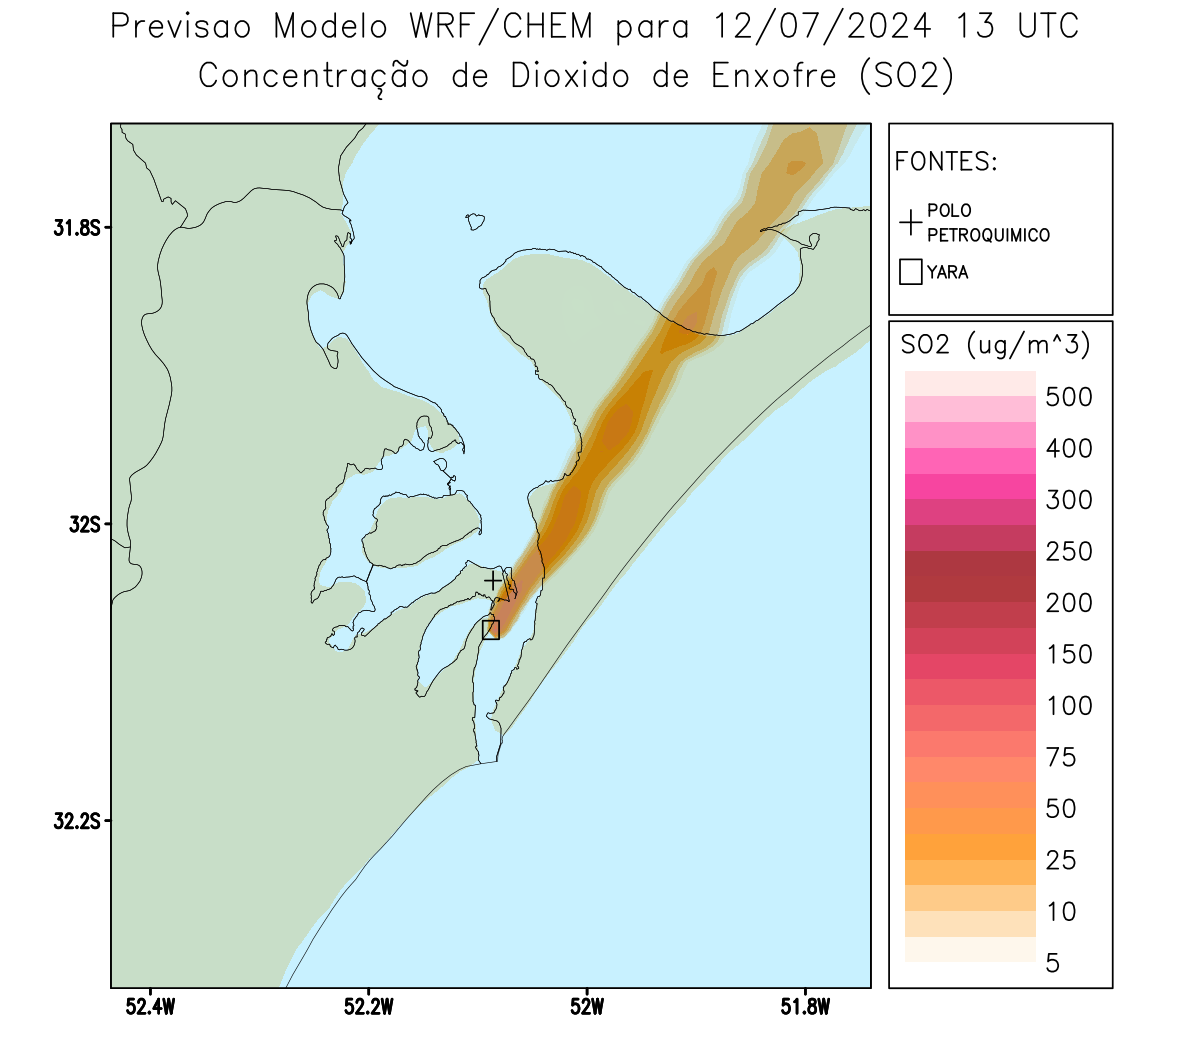 Previsao Modelo WRF/CHEM para 12/07/2024 13 UTC
Concentração de Dioxido de Enxofre (SO2)
FONTES:
POLO
PETROQUIMICO
YARA
31.8S
32S
32.2S
52.4W
52.2W
52W
51.8W
SO2 (ug/m^3)
500
400
300
250
200
150
100
75
50
25
10
5